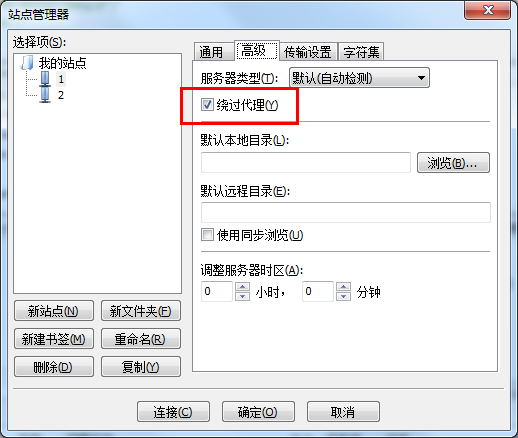 站点管理器
选择项(S):
我的站点
1
2
新站点(N) 新文件夹(F)
新建书签(M) 重命名(R)
删除(D) 复制(Y)
通用 高级 传输设置 字符集
服务器类型(T): 默认(自动检测)
绕过代理(Y)
默认本地目录(L):
浏览(B)...
默认远程目录(E):
使用同步浏览(U)
调整服务器时区(A):
0 小时， 0 分钟
连接(C) 确定(O) 取消